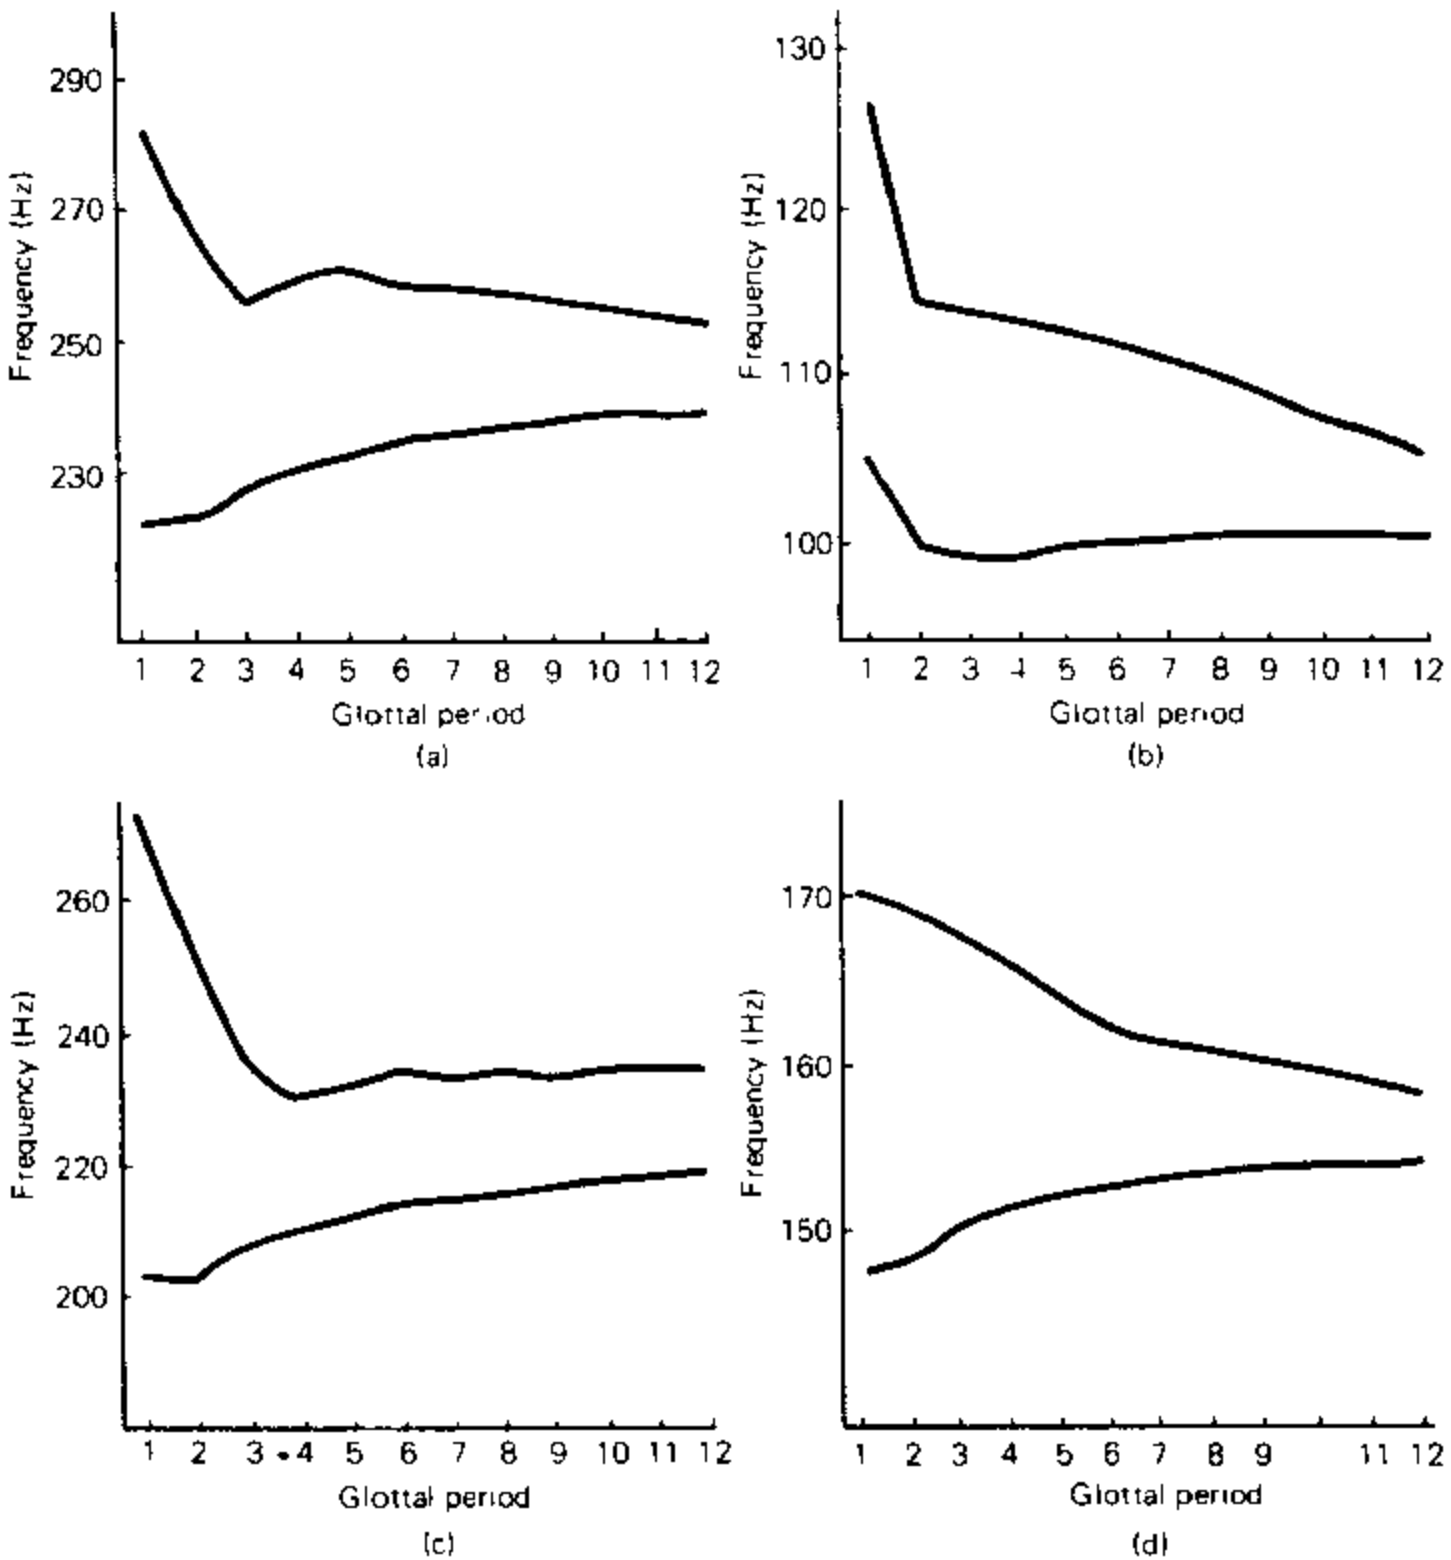 290
270
250
230
Frequency (Hz)
1 2 3 4 5 6 7 8 9 10 11 12
Glottal period
(a)
130
120
110
100
Frequency (Hz)
1 2 3 4 5 6 7 8 9 10 11 12
Glottal period
(b)
260
240
220
200
Frequency (Hz)
1 2 3 4 5 6 7 8 9 10 11 12
Glottal period
(c)
170
160
150
Frequency (Hz)
1 2 3 4 5 6 7 8 9 11 12
Glottal period
(d)